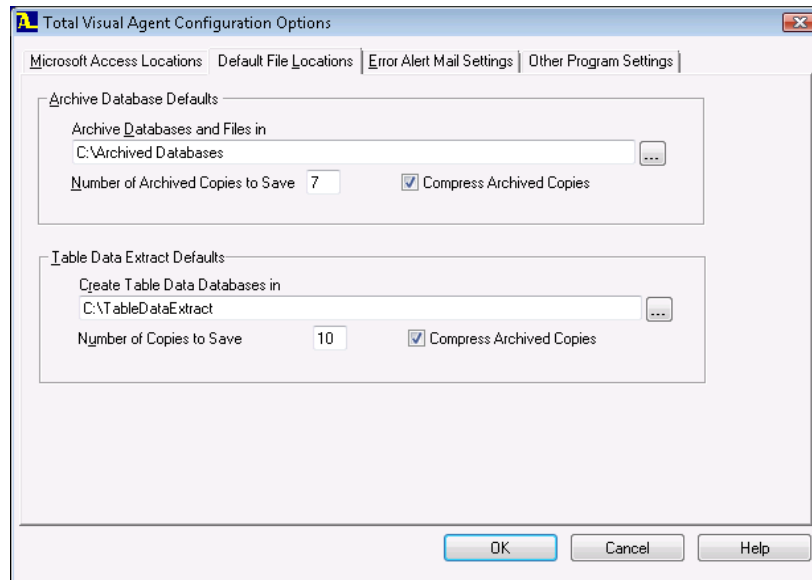 Total Visual Agent Configuration Options
Microsoft Access Locations Default File Locations Error Alert Mail Settings Other Program Settings
Archive Database Defaults
Archive Databases and Files in
C:\Archived Databases
...
Number of Archived Copies to Save 7 Compress Archived Copies
Table Data Extract Defaults
Create Table Data Databases in
C:\TableDataExtract
...
Number of Copies to Save 10 Compress Archived Copies
OK Cancel Help